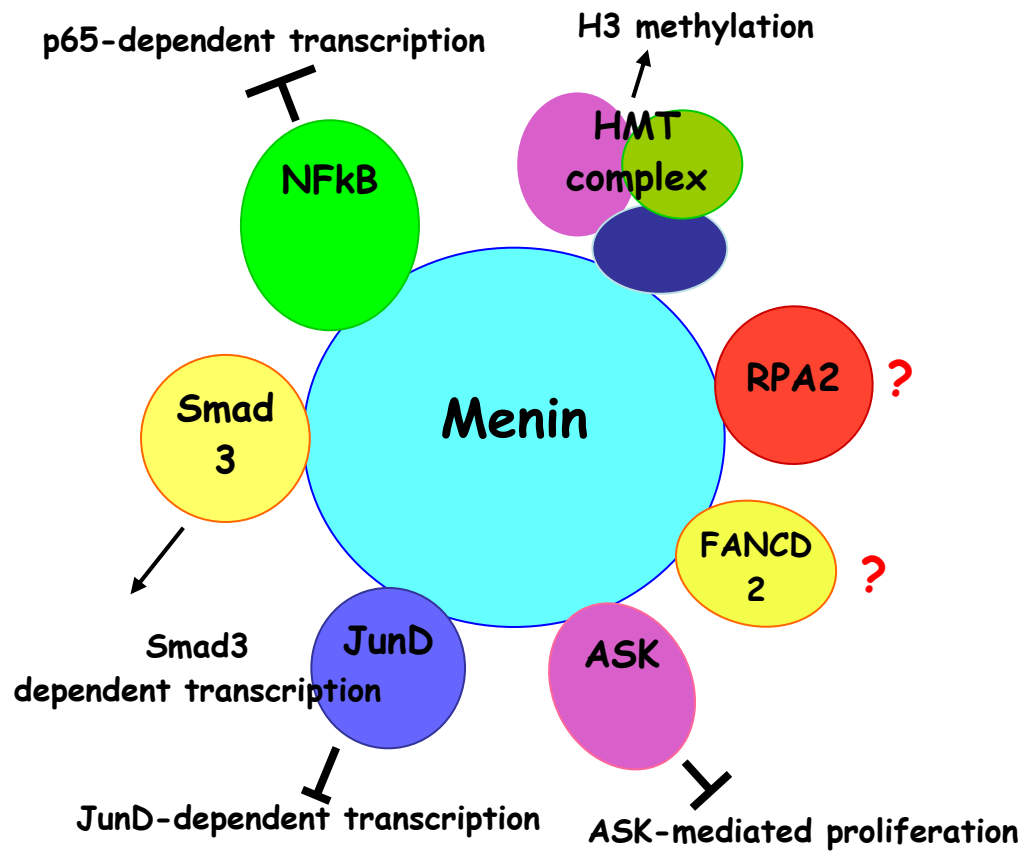 H3 methylation
p65-dependent transcription
HMT
complex
NFkB
RPA2
?
Smad
3
Menin
FANCD
2
?
JunD
ASK
Smad3
dependent transcription
JunD-dependent transcription
ASK-mediated proliferation